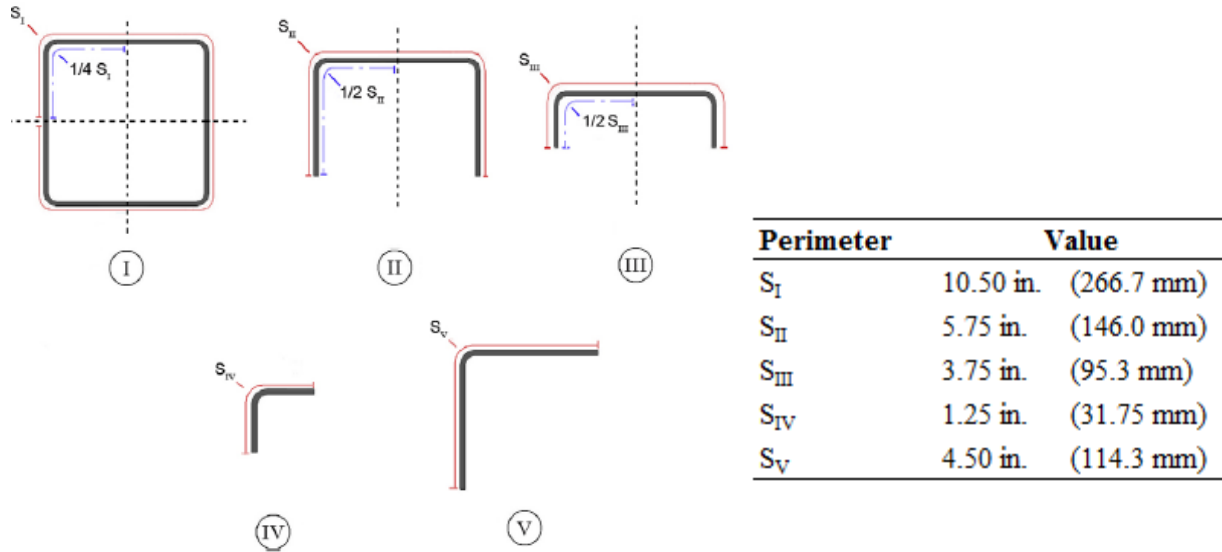 S_I
1/4 S_I
I
S_II
1/2 S_II
II
S_III
1/2 S_III
III
S_IV
IV
S_V
V
Perimeter Value
S_I 10.50 in. (266.7 mm)
S_II 5.75 in. (146.0 mm)
S_III 3.75 in. (95.3 mm)
S_IV 1.25 in. (31.75 mm)
S_V 4.50 in. (114.3 mm)